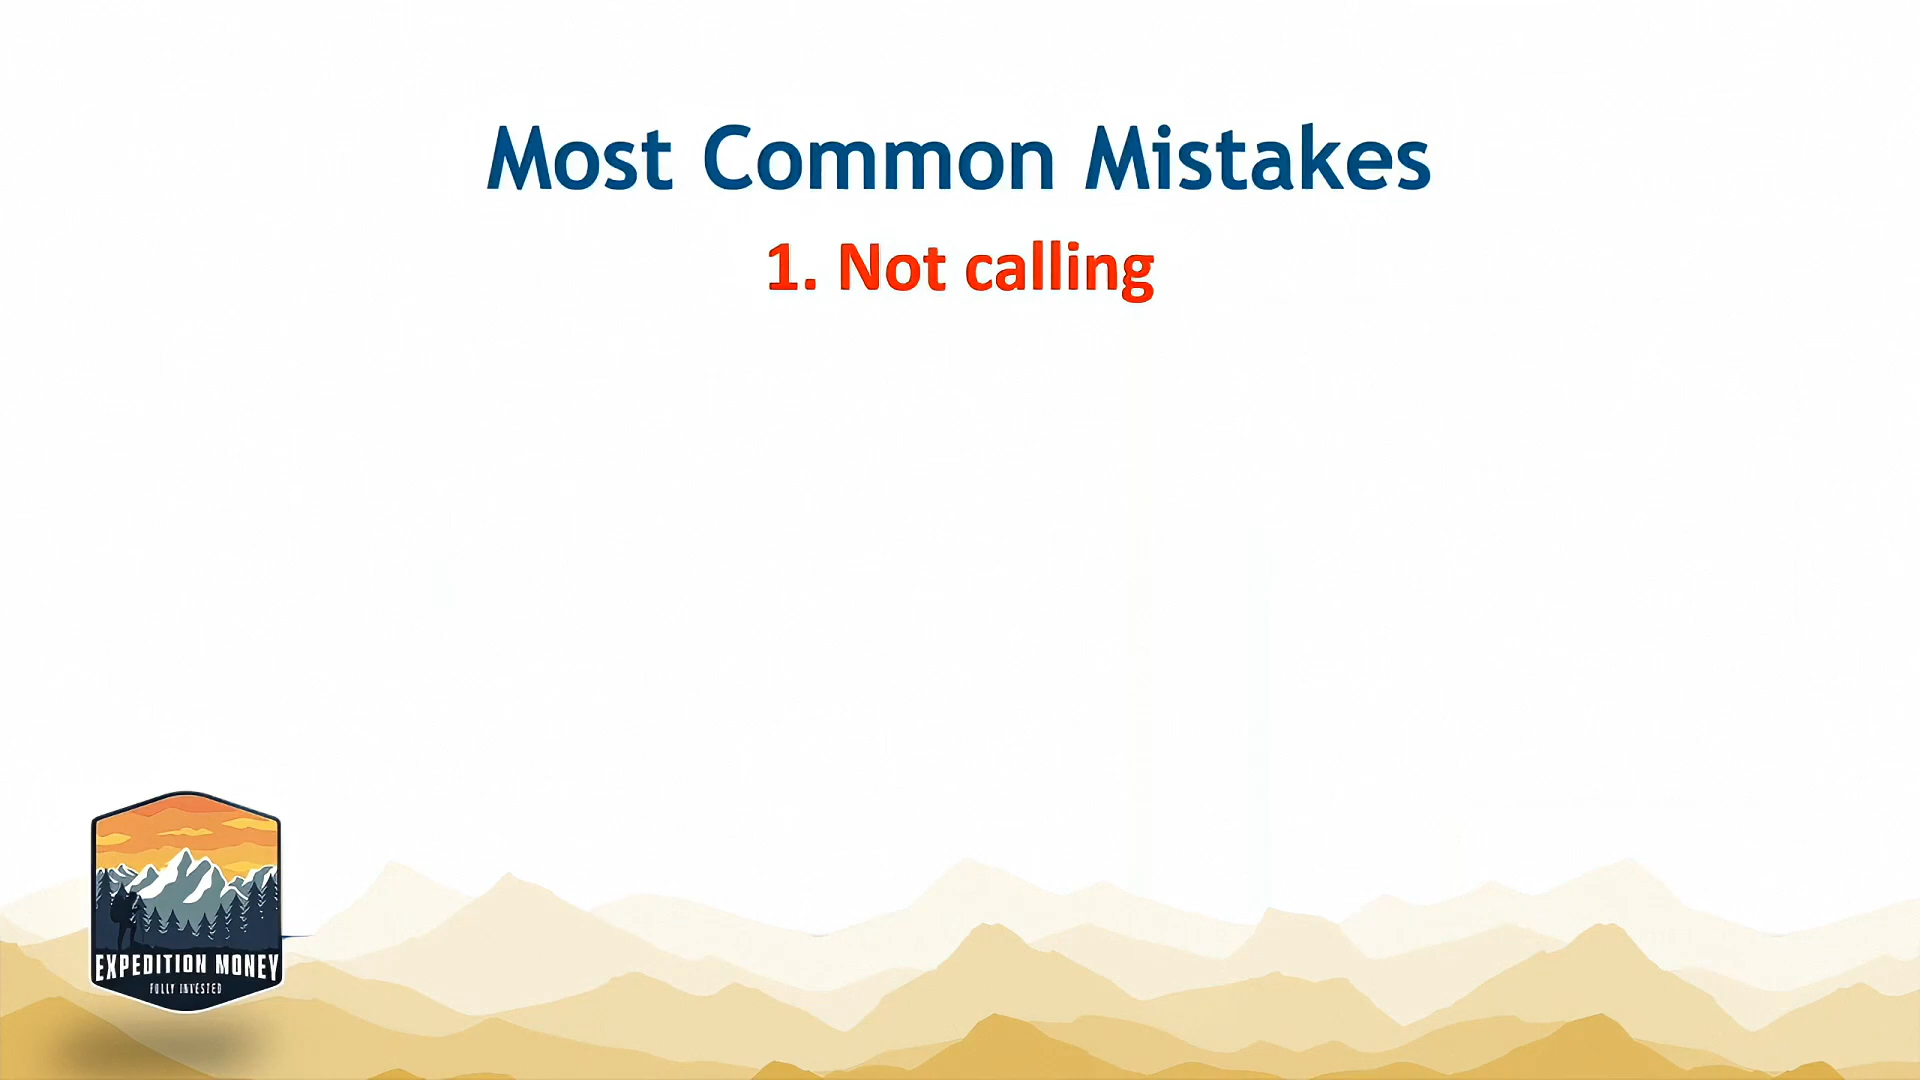 Most Common Mistakes
1. Not calling
EXPEDITION MONEY
FULLY INVESTED